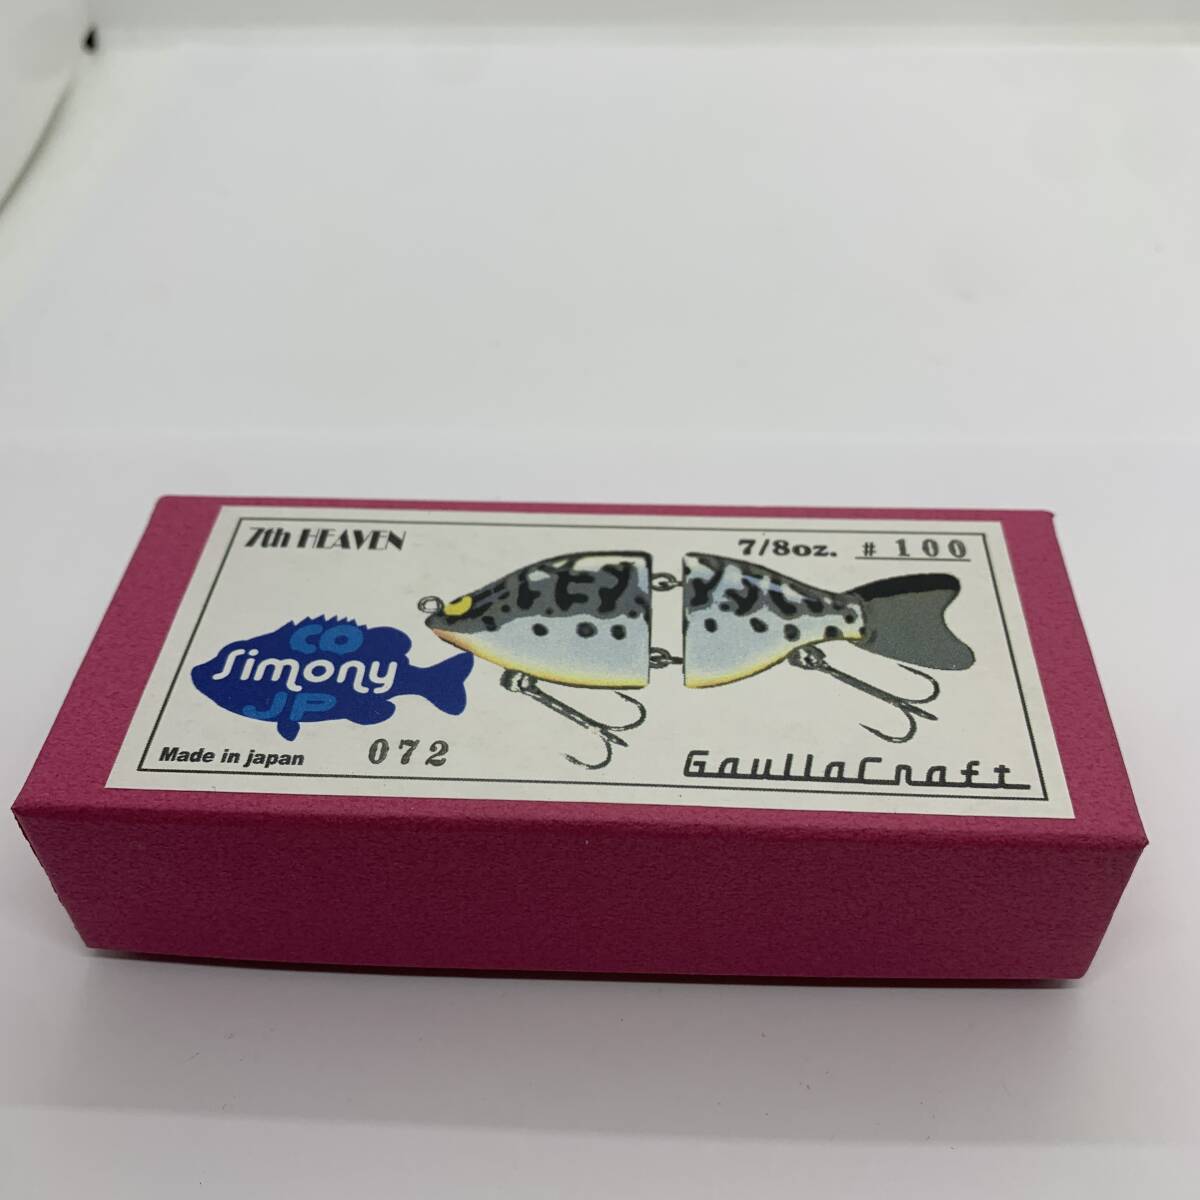 7th HEAVEN
7/8oz. # 100
CO
Simony
JP
Made in japan
072
GaullaCraft